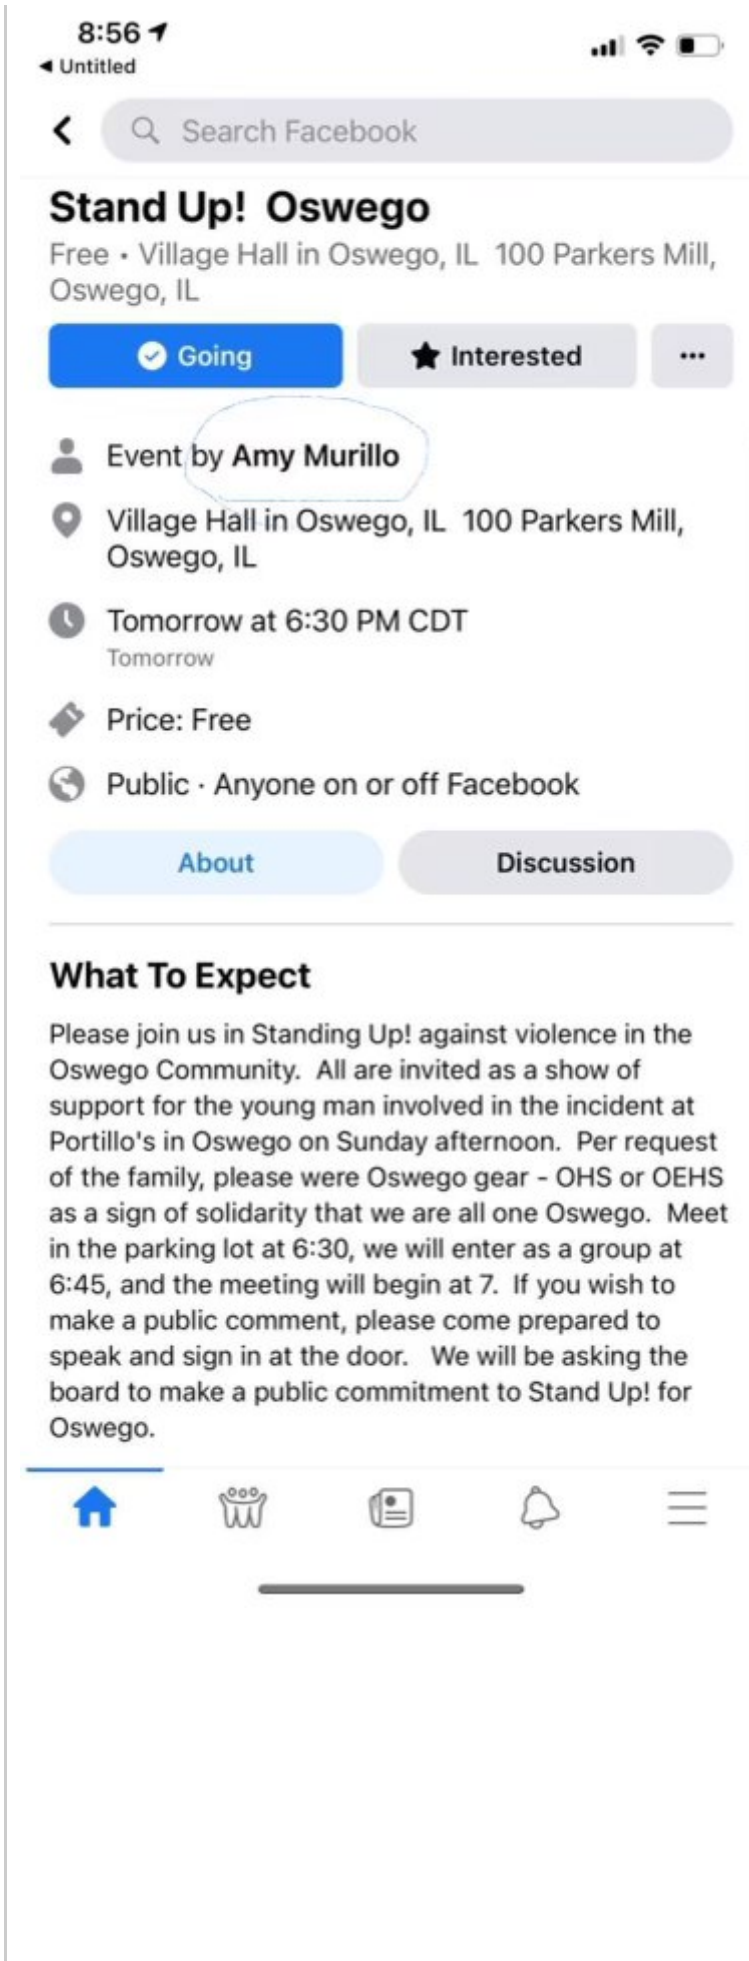 8:56
◀ Untitled
Search Facebook
Stand Up!  Oswego
Free • Village Hall in Oswego, IL  100 Parkers Mill,
Oswego, IL
Going
Interested
•••
Event by Amy Murillo
Village Hall in Oswego, IL  100 Parkers Mill,
Oswego, IL
Tomorrow at 6:30 PM CDT
Tomorrow
Price: Free
Public · Anyone on or off Facebook
About
Discussion
What To Expect
Please join us in Standing Up! against violence in the
Oswego Community.  All are invited as a show of
support for the young man involved in the incident at
Portillo's in Oswego on Sunday afternoon.  Per request
of the family, please were Oswego gear - OHS or OEHS
as a sign of solidarity that we are all one Oswego.  Meet
in the parking lot at 6:30, we will enter as a group at
6:45, and the meeting will begin at 7.  If you wish to
make a public comment, please come prepared to
speak and sign in at the door.   We will be asking the
board to make a public commitment to Stand Up! for
Oswego.